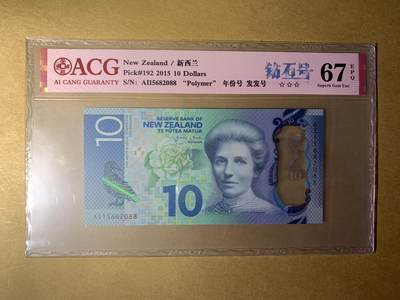 ACG
AI CANG GUARANTY
New Zealand / 新西兰
Pick#192 2015 10 Dollars
S/N: AI15682088 "Polymer" 年份号 发发号
钻石号
☆☆☆
67 EPQ
Superb Gem Unc
10
RESERVE BANK OF
NEW ZEALAND
TE PŪTEA MATUA
AI15682088
10